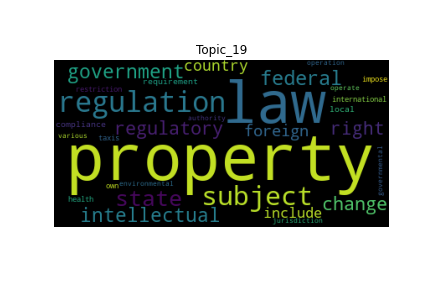 Topic_19
government country federal operation impose
restriction requirement operate
regulation law international
local
compliance regulatory authority foreign right
various taxis
property governmental
own environmental
health state subject include change
intellectual jurisdiction